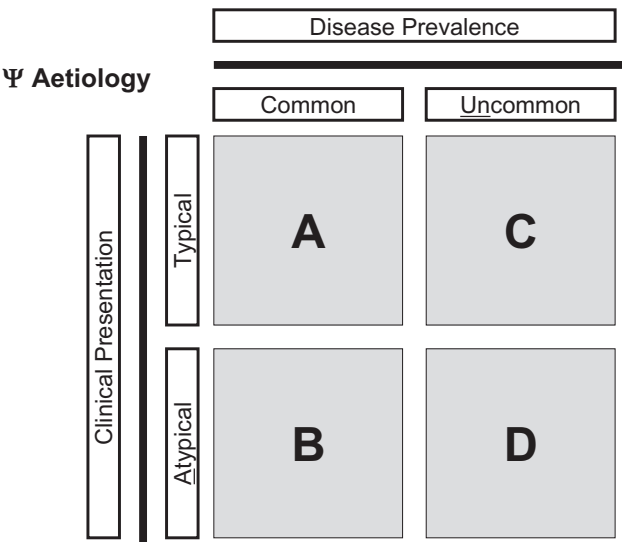 Disease Prevalence
Ψ Aetiology
Common
Uncommon
Clinical Presentation
Typical
A
C
Atypical
B
D